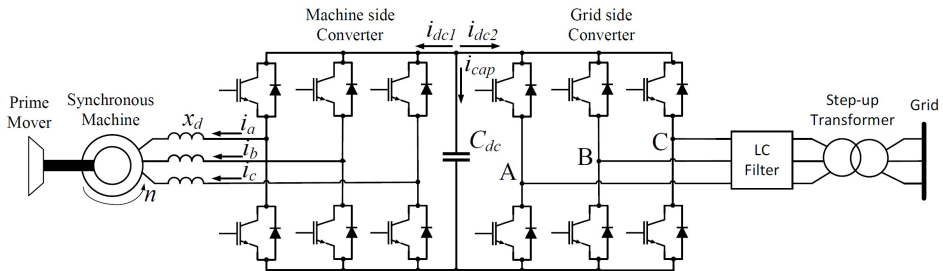 Machine side
Converter
i_dc1 i_dc2
Grid side
Converter
i_cap
Prime
Mover
Synchronous
Machine
x_d
i_a
i_b
i_c
n
C_dc
A
B
C
LC
Filter
Step-up
Transformer
Grid